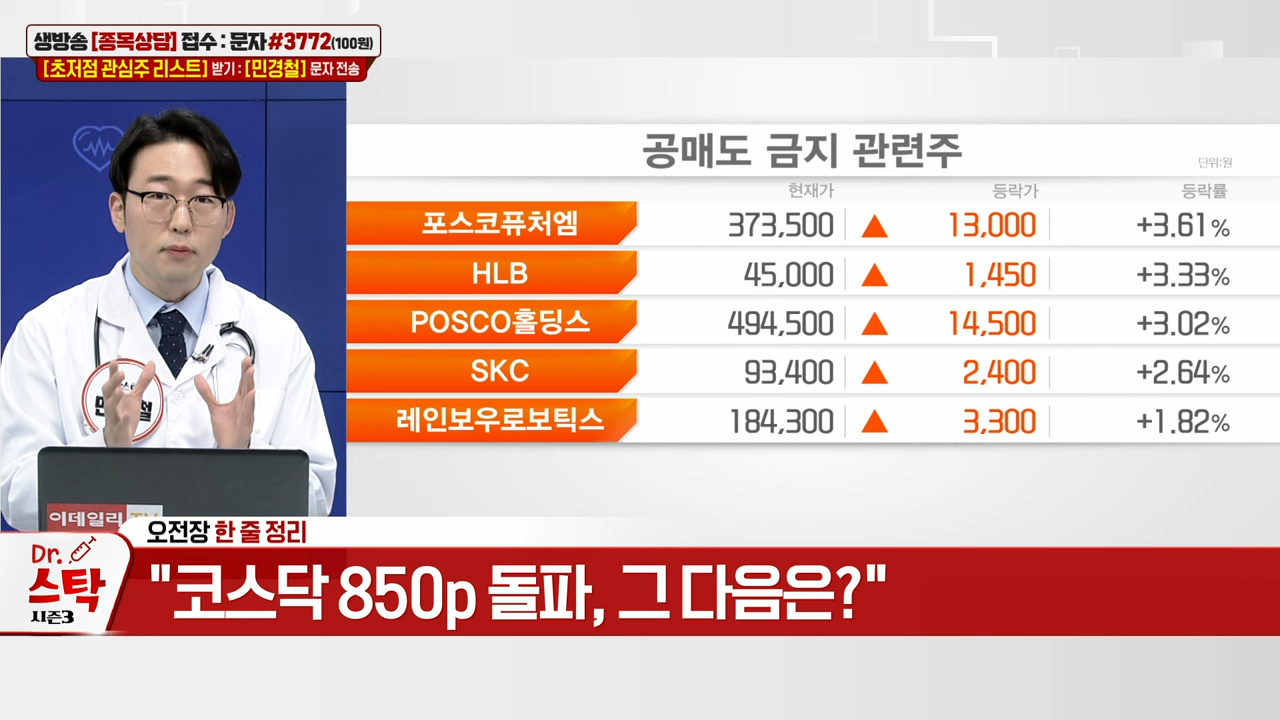 생방송 [종목상담] 접수 : 문자#3772(100원)
[초저점 관심주 리스트] 받기 : [민경철] 문자 전송
공매도 금지 관련주
단위:원
현재가 등락가 등락률
포스코퓨처엠 373,500 ▲ 13,000 +3.61%
HLB 45,000 ▲ 1,450 +3.33%
POSCO홀딩스 494,500 ▲ 14,500 +3.02%
SKC 93,400 ▲ 2,400 +2.64%
레인보우로보틱스 184,300 ▲ 3,300 +1.82%
이데일리 TV
오전장 한 줄 정리
Dr.
스탁
시즌3
"코스닥 850p 돌파, 그 다음은?"